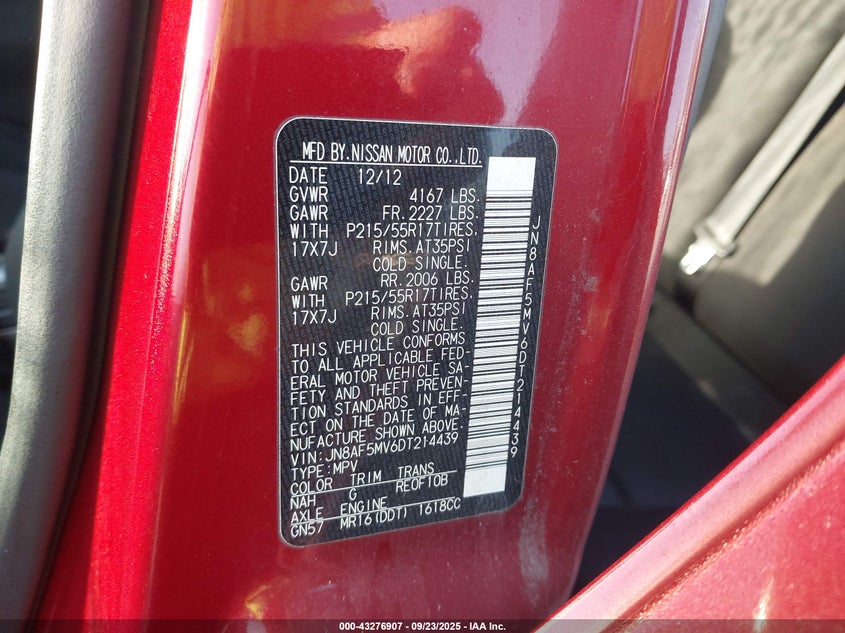 MFD BY.NISSAN MOTOR CO.,LTD.
DATE 12/12
GVWR 4167 LBS.
GAWR FR.2227 LBS.
WITH P215/55R17TIRES.
17X7J RIMS.AT35PSI
COLD SINGLE.
GAWR RR.2006 LBS.
WITH P215/55R17TIRES.
17X7J RIMS.AT35PSI
COLD SINGLE.
THIS VEHICLE CONFORMS
TO ALL APPLICABLE FED-
ERAL MOTOR VEHICLE SA-
FETY AND THEFT PREVEN-
TION STANDARDS IN EFF-
ECT ON THE DATE OF MA-
NUFACTURE SHOWN ABOVE.
VIN:JN8AF5MV6DT214439
TYPE:MPV
COLOR TRIM TRANS
NAH G RE0F10B
AXLE ENGINE
GN57 MR16(DDT) 1618CC
JN8AF5MV6DT214439
000-43276907 - 09/23/2025 - IAA Inc.